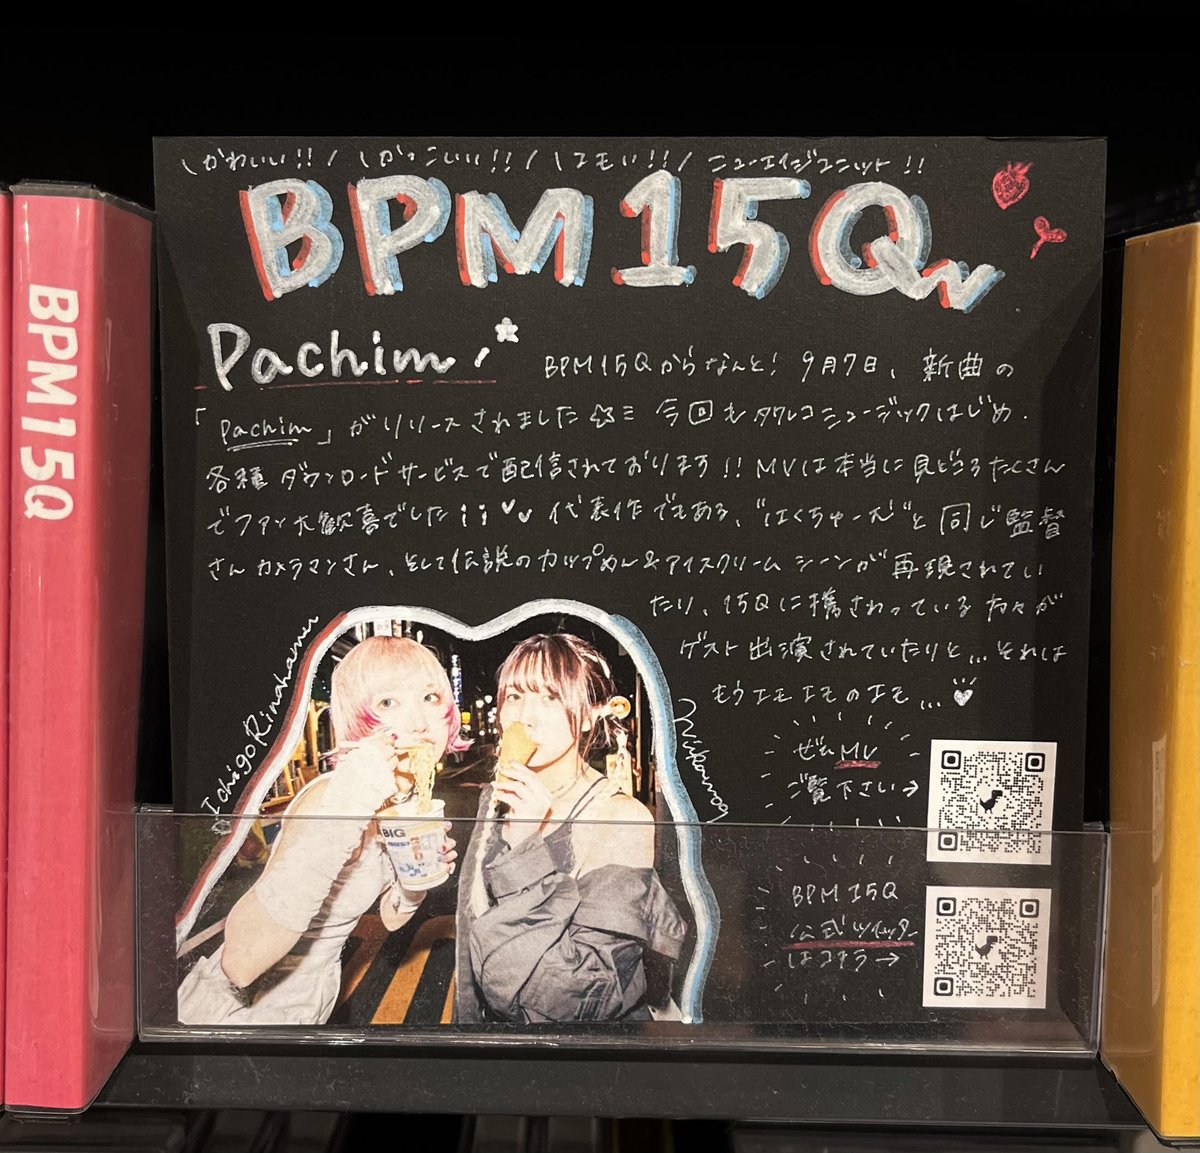 \かわいい!!/ \かっこいい!!/ \エモい!!/ ニューエイジユニット!!
BPM15Q
Pachim
BPM15Qからなんと! 9月7日、新曲の
「Pachim」がリリースされました☆ミ 今回もタワレコミュージックはじめ、
各種ダウンロードサービスで配信されております!! MVは本当に見どころたくさん
でファン大歓喜でした¡¡♥♥ 代表作でもある、"はくちゅーむ"と同じ監督
さんカメラマンさん、そして伝説のカップめん&アイスクリームシーンが再現されてい
たり、15Qに携さわっている方々が
ゲスト出演されていたりと...それは
もうエモエモのエモ...♥
ぜひMV
ご覧下さい→
BPM15Q
公式ツイッター
はコチラ→
IchigoRinahamu
BIG
BPM15Q